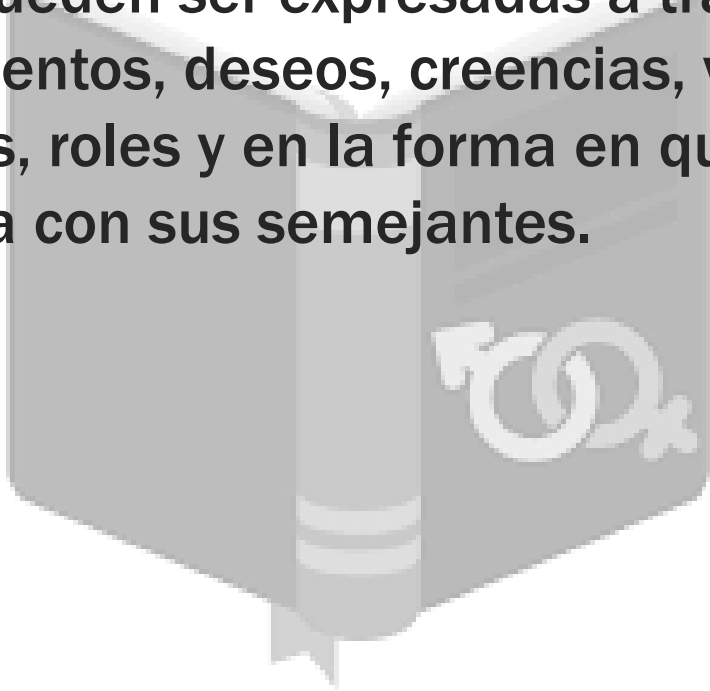 ueden ser expresadas a tra
entos, deseos, creencias, v
s, roles y en la forma en qu
a con sus semejantes.